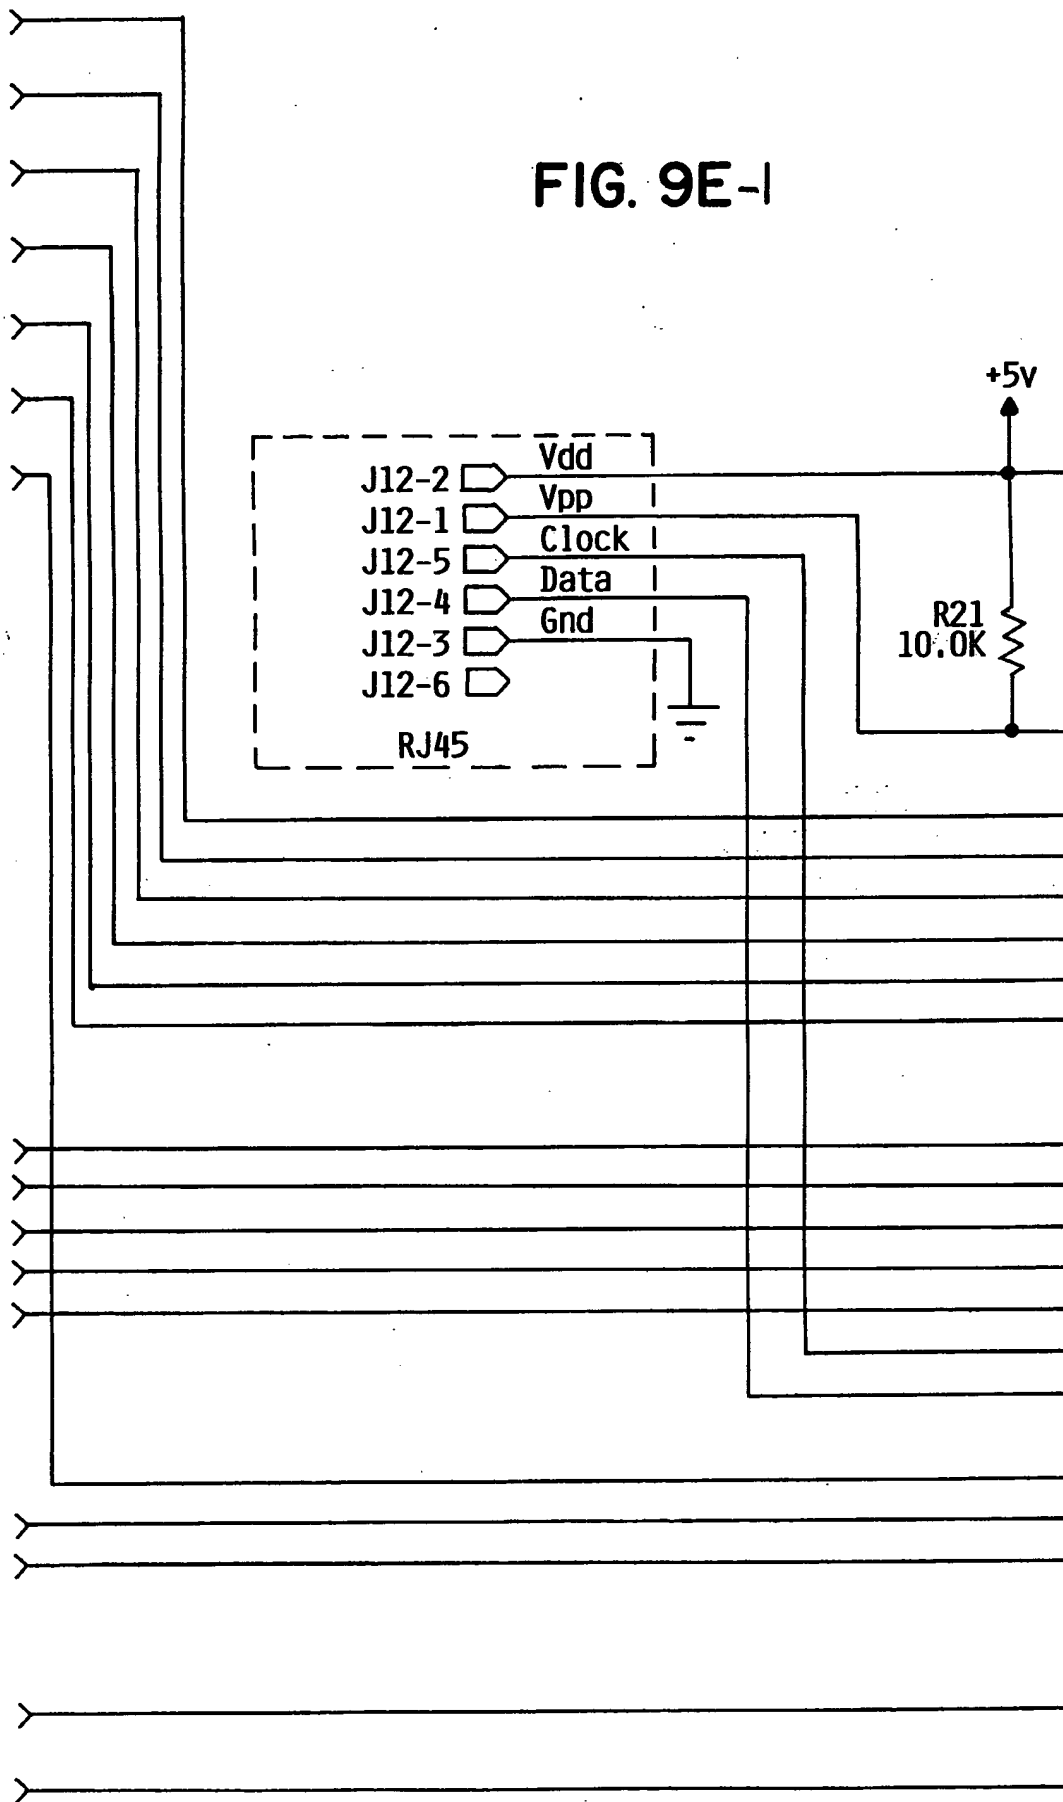 FIG. 9E-1
+5v
J12-2 Vdd
J12-1 Vpp
J12-5 Clock
J12-4 Data
J12-3 Gnd
J12-6
RJ45
R21
10.0K